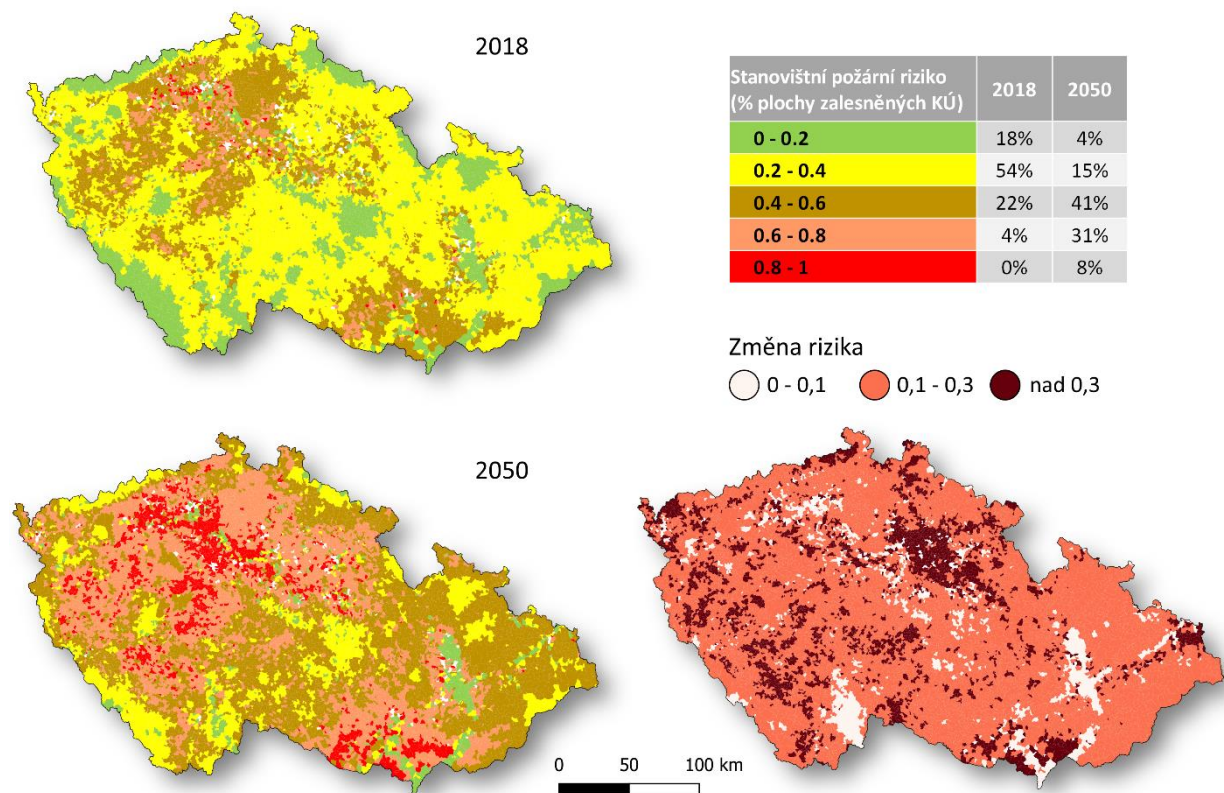 2018
Stanovištní požární riziko
(% plochy zalesněných KÚ)
2018
2050
0 - 0.2
18%
4%
0.2 - 0.4
54%
15%
0.4 - 0.6
22%
41%
0.6 - 0.8
4%
31%
0.8 - 1
0%
8%
Změna rizika
0 - 0,1
0,1 - 0,3
nad 0,3
2050
0
50
100 km